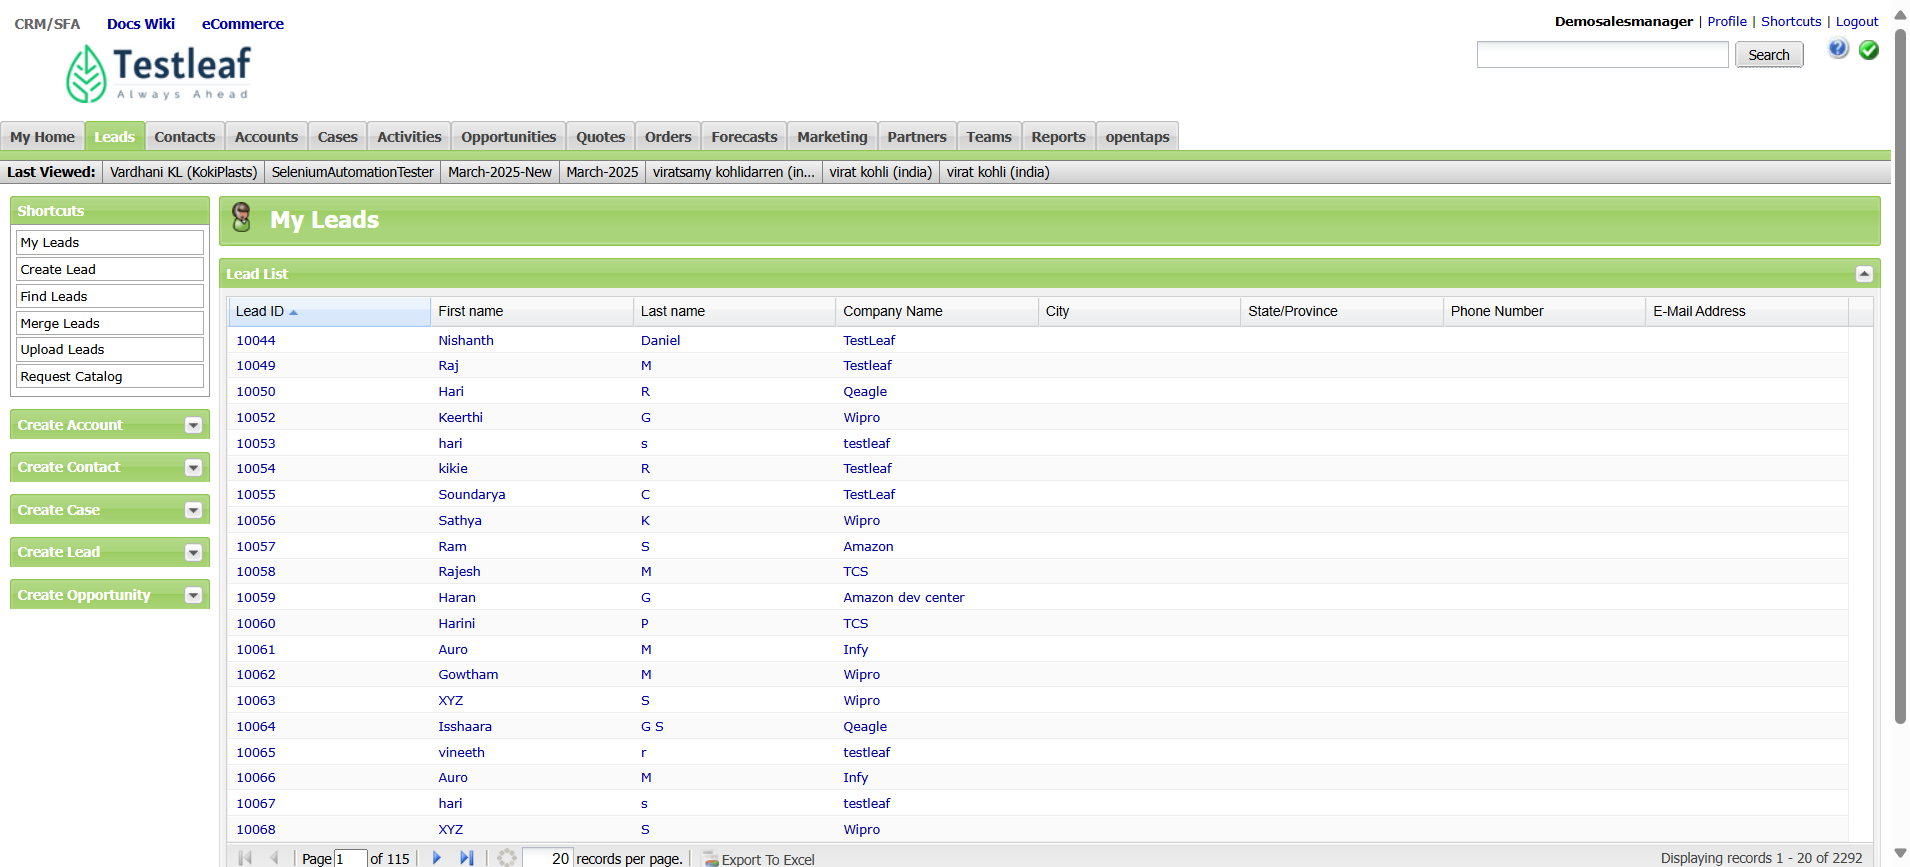 CRM/SFA Docs Wiki eCommerce
Demosalesmanager | Profile | Shortcuts | Logout
Testleaf
Always Ahead
Search
My Home Leads Contacts Accounts Cases Activities Opportunities Quotes Orders Forecasts Marketing Partners Teams Reports opentaps
Last Viewed: Vardhani KL (KokiPlasts) SeleniumAutomationTester March-2025-New March-2025 viratsamy kohlidarren (in... virat kohli (india) virat kohli (india)
Shortcuts
My Leads
Create Lead
Find Leads
Merge Leads
Upload Leads
Request Catalog
Create Account
Create Contact
Create Case
Create Lead
Create Opportunity
My Leads
Lead List
Lead ID First name Last name Company Name City State/Province Phone Number E-Mail Address
10044 Nishanth Daniel TestLeaf
10049 Raj M Testleaf
10050 Hari R Qeagle
10052 Keerthi G Wipro
10053 hari s testleaf
10054 kikie R Testleaf
10055 Soundarya C TestLeaf
10056 Sathya K Wipro
10057 Ram S Amazon
10058 Rajesh M TCS
10059 Haran G Amazon dev center
10060 Harini P TCS
10061 Auro M Infy
10062 Gowtham M Wipro
10063 XYZ S Wipro
10064 Isshaara G S Qeagle
10065 vineeth r testleaf
10066 Auro M Infy
10067 hari s testleaf
10068 XYZ S Wipro
Page 1 of 115 20 records per page. Export To Excel Displaying records 1 - 20 of 2292